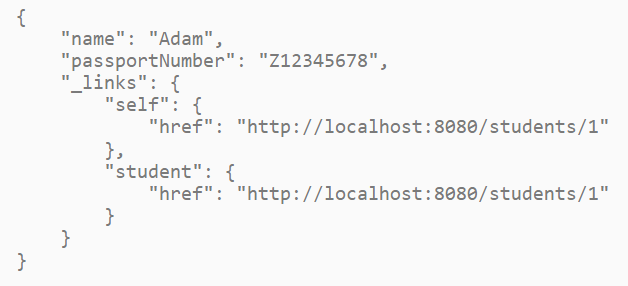 {
    "name": "Adam",
    "passportNumber": "Z12345678",
    "_links": {
        "self": {
            "href": "http://localhost:8080/students/1"
        },
        "student": {
            "href": "http://localhost:8080/students/1"
        }
    }
}